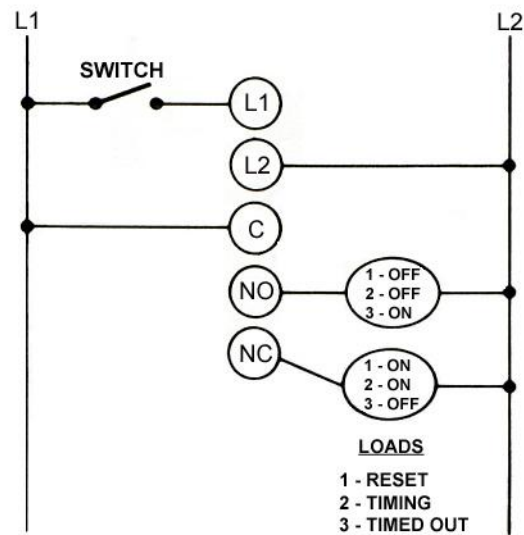 L1
L2
SWITCH
L1
L2
C
NO
1 - OFF
2 - OFF
3 - ON
NC
1 - ON
2 - ON
3 - OFF
LOADS
1 - RESET
2 - TIMING
3 - TIMED OUT